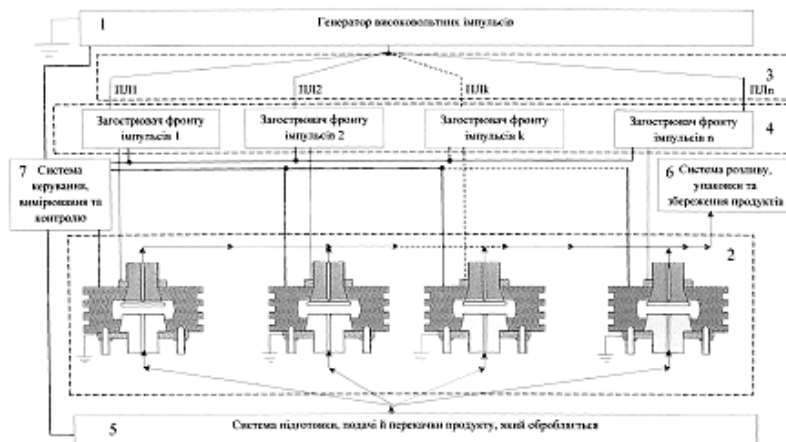 1 Генератор високовольтних імпульсів
3
ПЛ1 ПЛ2 ПЛk ПЛn
Загострювач фронту
імпульсів 1
Загострювач фронту
імпульсів 2
Загострювач фронту
імпульсів k
Загострювач фронту
імпульсів n
4
7 Система
керування,
вимірювання та
контролю
6 Система розливу,
упаковки та
збереження продуктів
2
5 Система підготовки, подачі й перекачки продукту, який обробляється